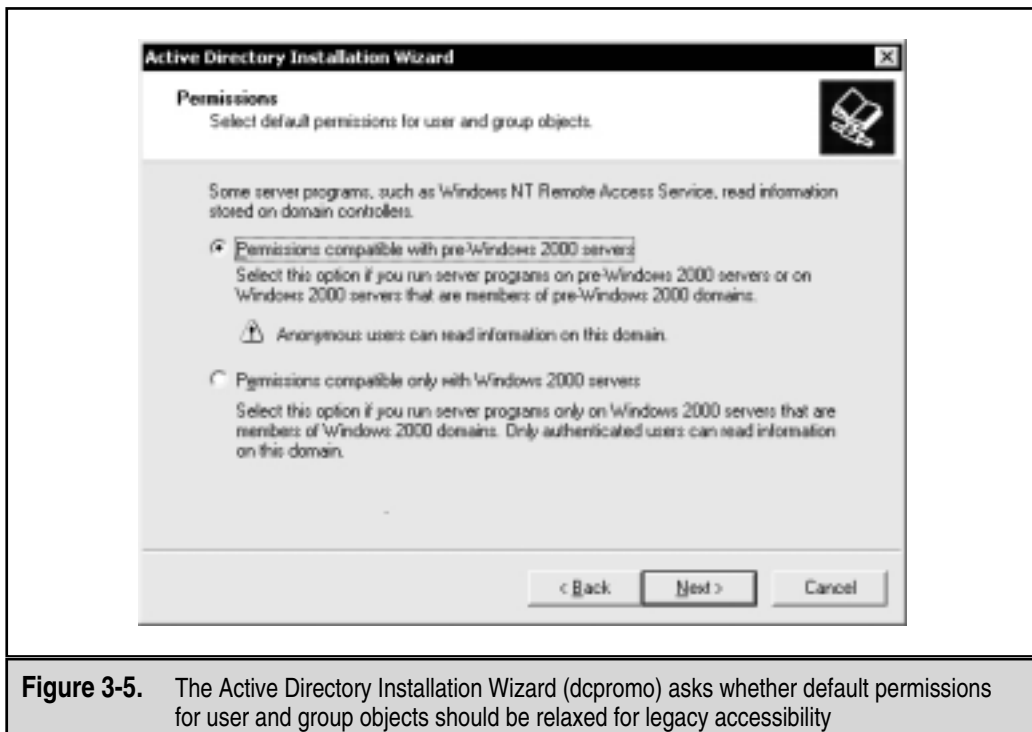 Active Directory Installation Wizard
Permissions
Select default permissions for user and group objects.
Some server programs, such as Windows NT Remote Access Service, read information
stored on domain controllers.
Permissions compatible with pre-Windows 2000 servers
Select this option if you run server programs on pre-Windows 2000 servers or on
Windows 2000 servers that are members of pre-Windows 2000 domains.
Anonymous users can read information on this domain.
Permissions compatible only with Windows 2000 servers
Select this option if you run server programs only on Windows 2000 servers that are
members of Windows 2000 domains. Only authenticated users can read information
on this domain.
< Back Next > Cancel
Figure 3-5. The Active Directory Installation Wizard (dcpromo) asks whether default permissions
for user and group objects should be relaxed for legacy accessibility